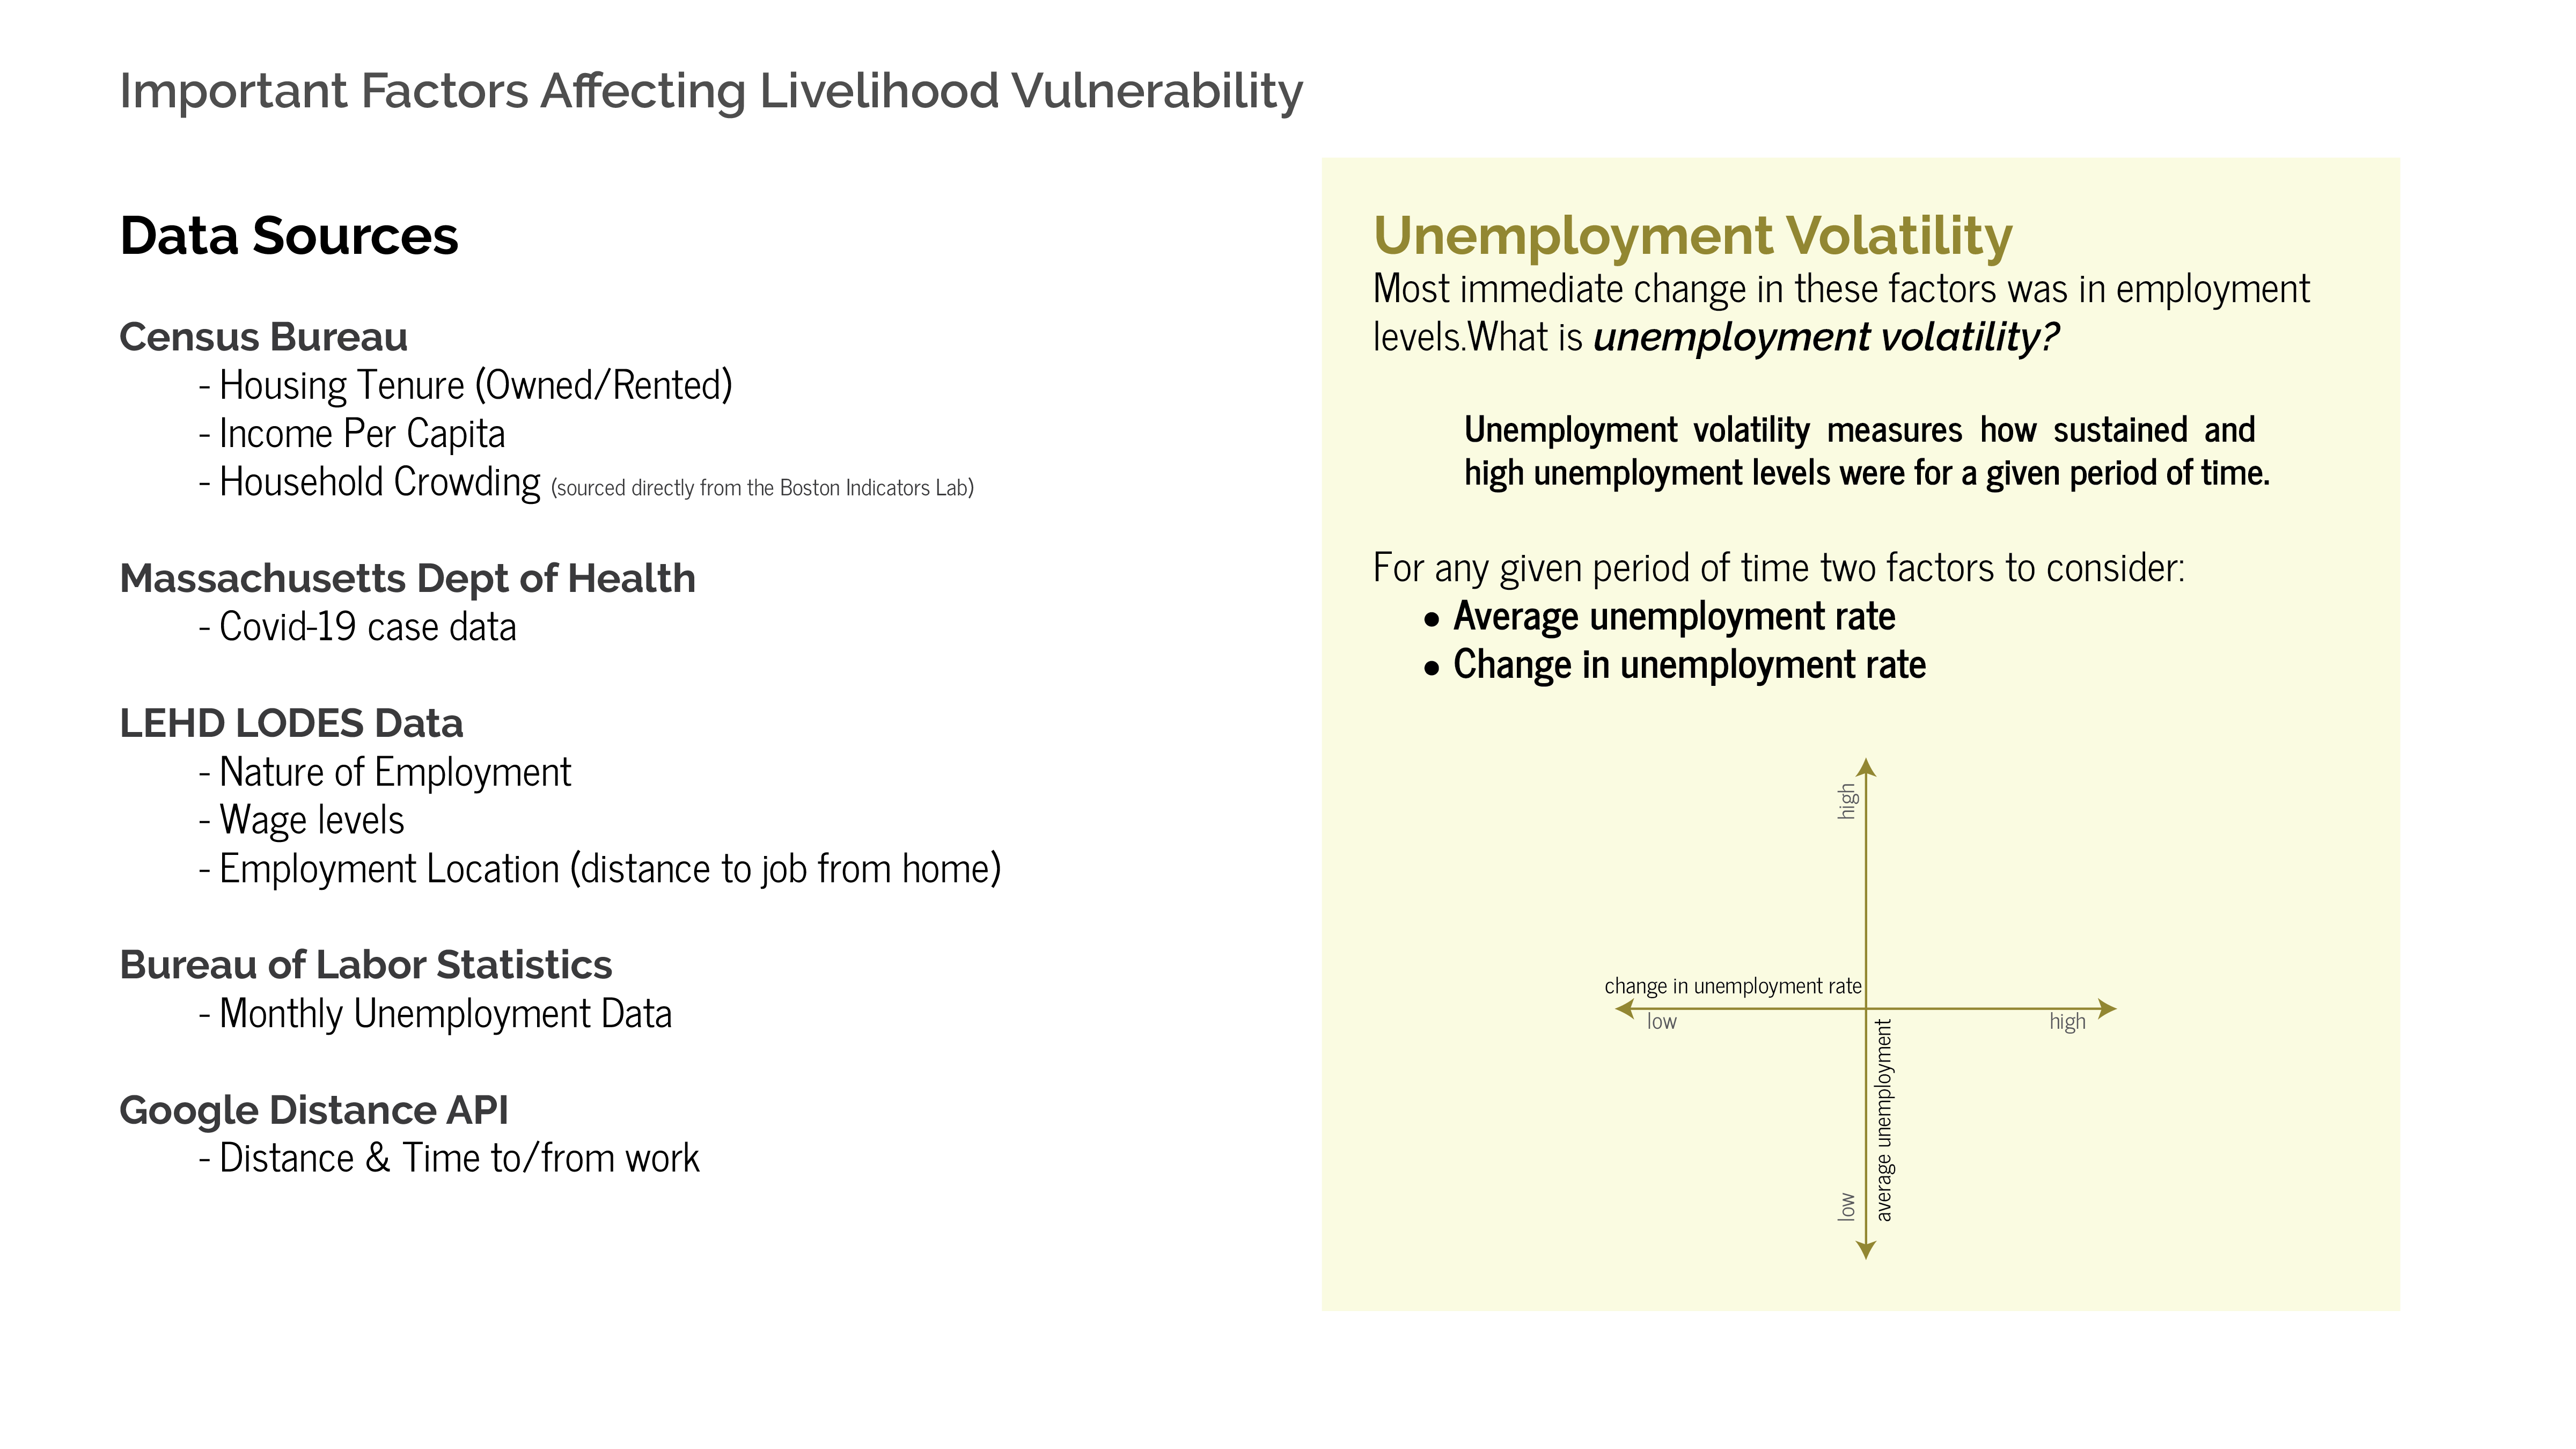 Important Factors Affecting Livelihood Vulnerability
Data Sources
Census Bureau
- Housing Tenure (Owned/Rented)
- Income Per Capita
- Household Crowding (sourced directly from the Boston Indicators Lab)
Massachusetts Dept of Health
- Covid-19 case data
LEHD LODES Data
- Nature of Employment
- Wage levels
- Employment Location (distance to job from home)
Bureau of Labor Statistics
- Monthly Unemployment Data
Google Distance API
- Distance & Time to/from work
Unemployment Volatility
Most immediate change in these factors was in employment
levels.What is unemployment volatility?
Unemployment volatility measures how sustained and
high unemployment levels were for a given period of time.
For any given period of time two factors to consider:
• Average unemployment rate
• Change in unemployment rate
high
change in unemployment rate
low
high
average unemployment
low